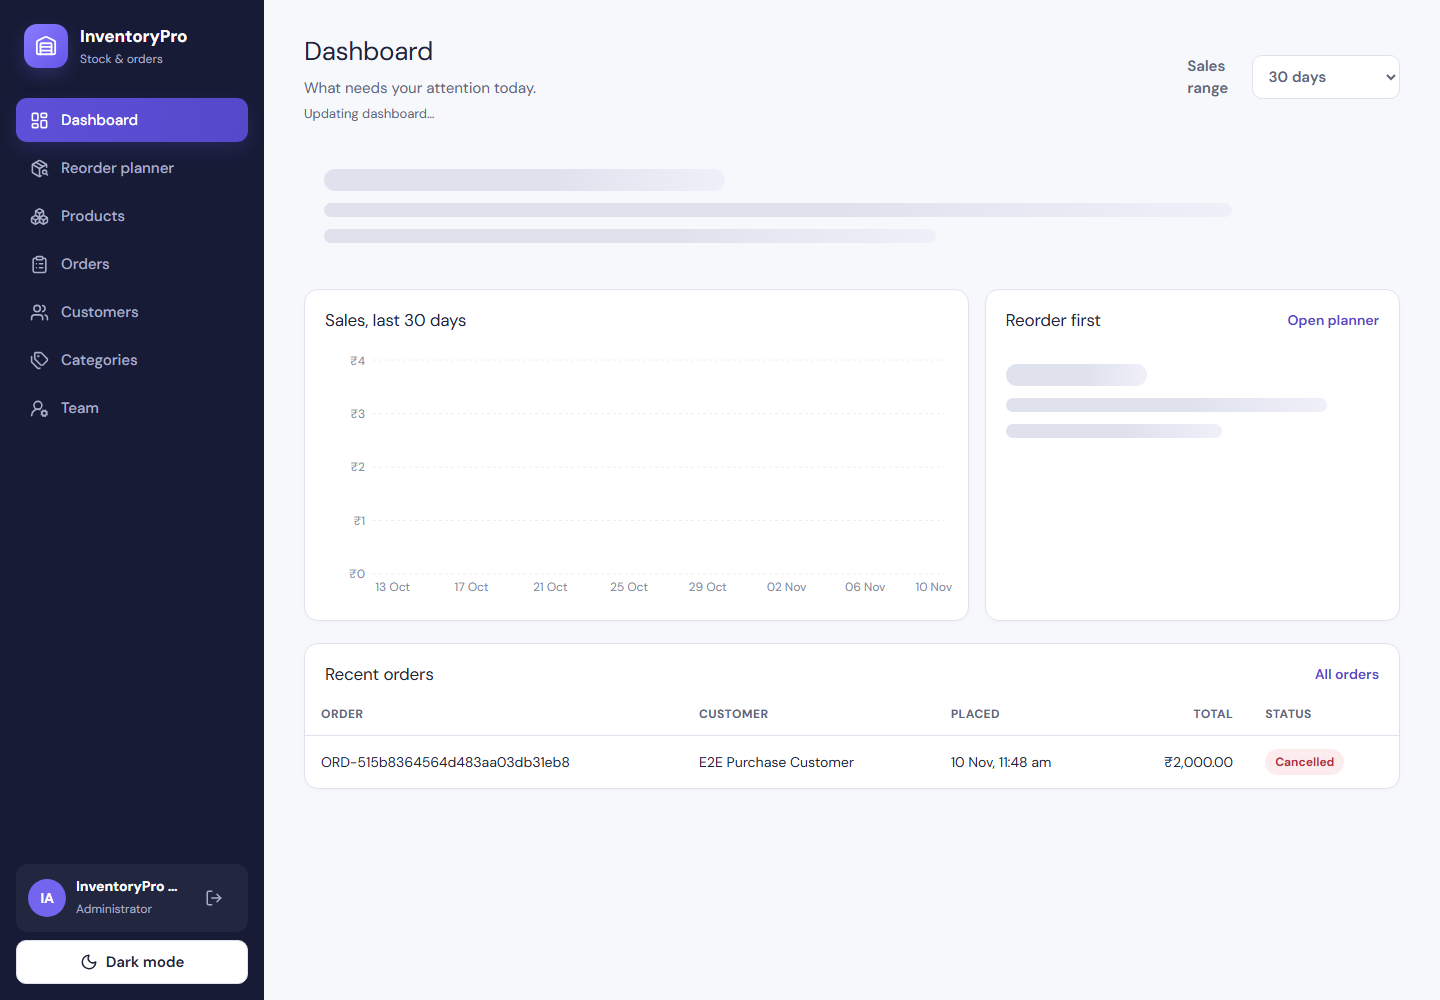 InventoryPro
Stock & orders
Dashboard
Reorder planner
Products
Orders
Customers
Categories
Team
IA
InventoryPro ...
Administrator
Dark mode
Dashboard
What needs your attention today.
Updating dashboard...
Sales
range
30 days
Sales, last 30 days
₹4
₹3
₹2
₹1
₹0
13 Oct 17 Oct 21 Oct 25 Oct 29 Oct 02 Nov 06 Nov 10 Nov
Reorder first Open planner
Recent orders All orders
ORDER CUSTOMER PLACED TOTAL STATUS
ORD-515b8364564d483aa03db31eb8 E2E Purchase Customer 10 Nov, 11:48 am ₹2,000.00 Cancelled